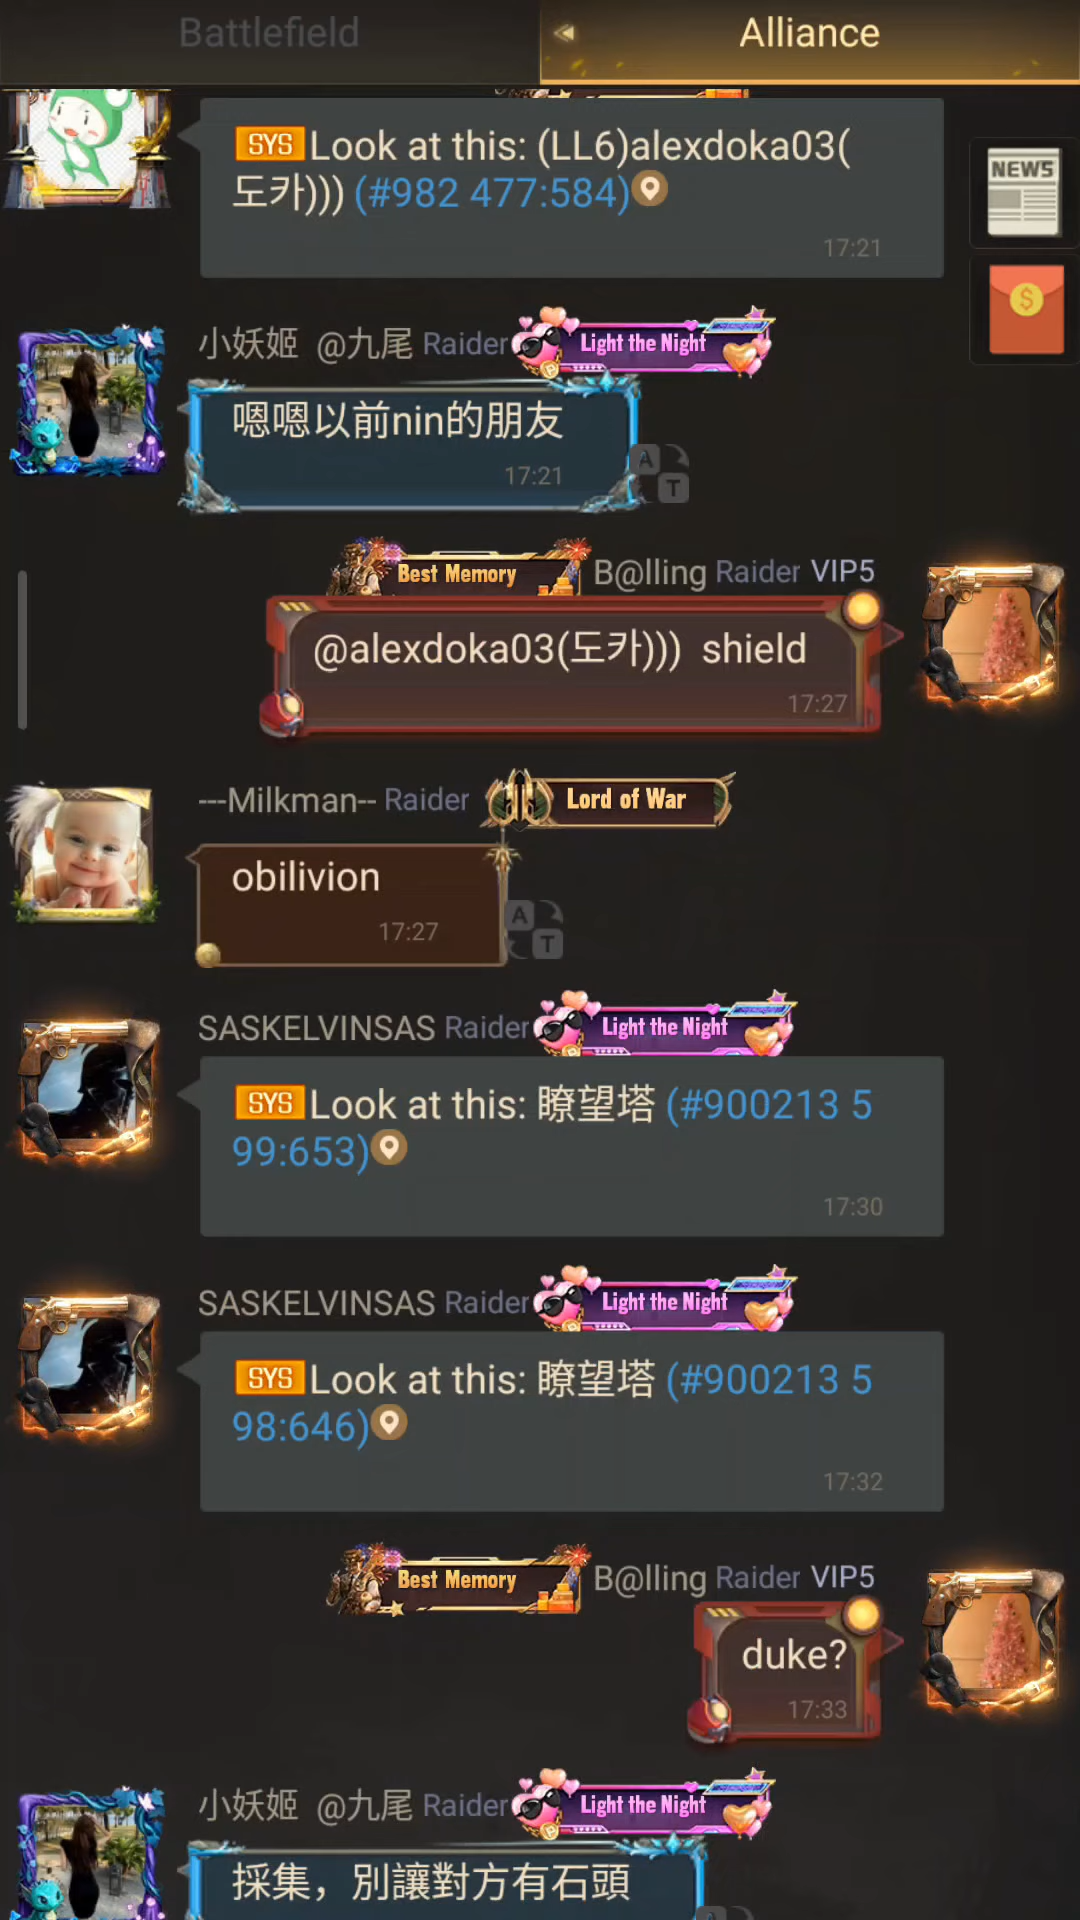 Battlefield
Alliance
SYS Look at this: (LL6)alexdoka03(
도카))) (#982 477:584)
17:21
NEWS
$
小妖姬 @九尾 Raider Light the Night
嗯嗯以前nin的朋友
17:21
A
T
Best Memory B@lling Raider VIP5
@alexdoka03(도카))) shield
17:27
---Milkman-- Raider Lord of War
obilivion
17:27
A
T
SASKELVINSAS Raider Light the Night
SYS Look at this: 瞭望塔 (#900213 5
99:653)
17:30
SASKELVINSAS Raider Light the Night
SYS Look at this: 瞭望塔 (#900213 5
98:646)
17:32
Best Memory B@lling Raider VIP5
duke?
17:33
小妖姬 @九尾 Raider Light the Night
採集，別讓對方有石頭